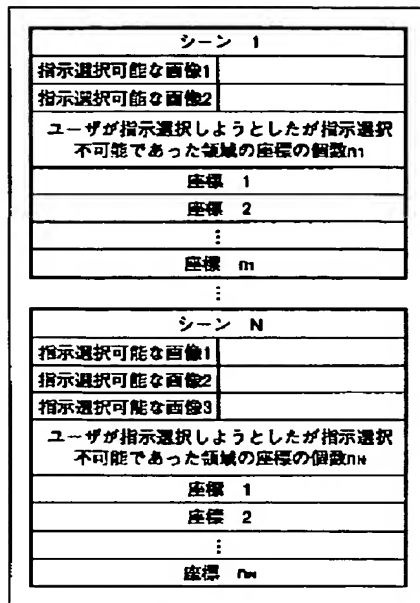 シーン 1
指示選択可能な画像1
指示選択可能な画像2
ユーザが指示選択しようとしたが指示選択
不可能であった領域の座標の個数n1
座標 1
座標 2
⋮
座標 n1
⋮
シーン N
指示選択可能な画像1
指示選択可能な画像2
指示選択可能な画像3
ユーザが指示選択しようとしたが指示選択
不可能であった領域の座標の個数nN
座標 1
座標 2
⋮
座標 nN